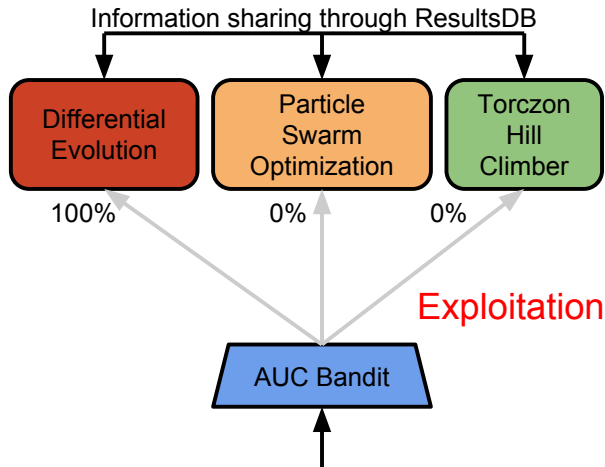 Information sharing through ResultsDB
Differential
Evolution
Particle
Swarm
Optimization
Torczon
Hill
Climber
100%
0%
0%
Exploitation
AUC Bandit